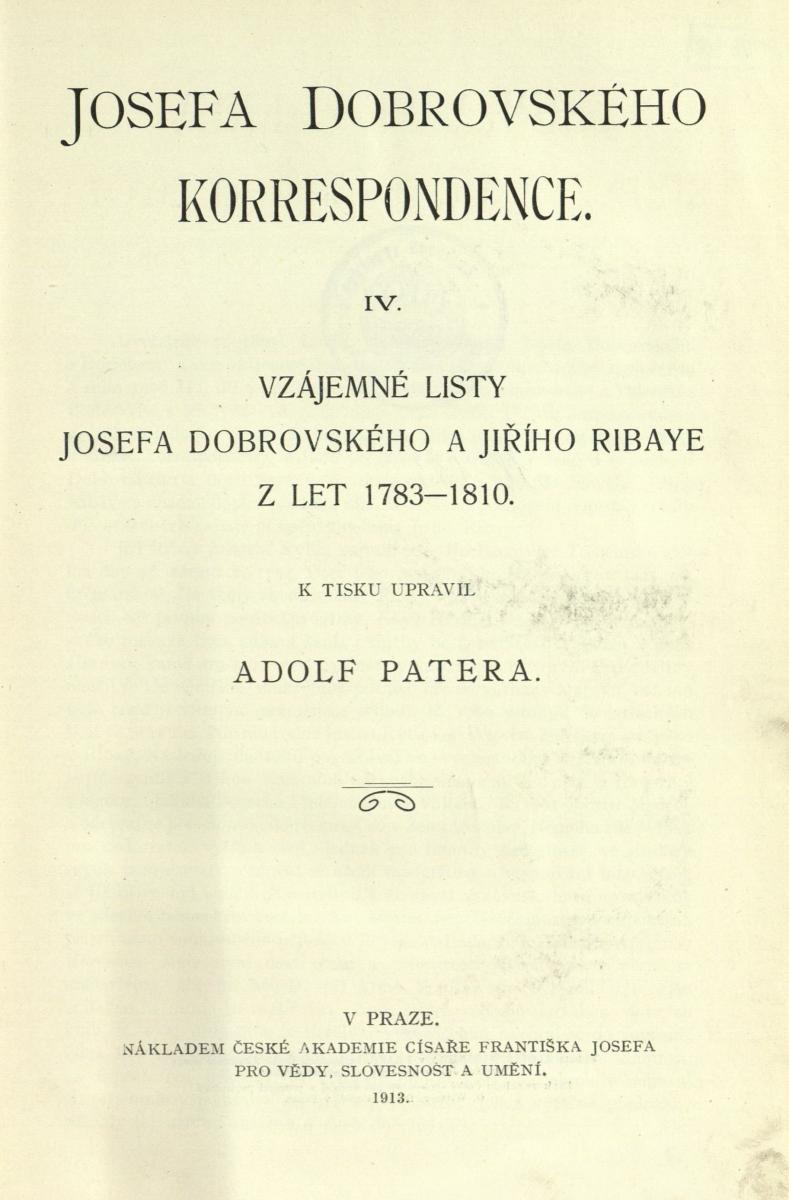 JOSEFA DOBROVSKÉHO
KORRESPONDENCE.
IV.
VZÁJEMNÉ LISTY
JOSEFA DOBROVSKÉHO A JIŘÍHO RIBAYE
Z LET 1783—1810.
K TISKU UPRAVIL
ADOLF PATERA.
V PRAZE.
NÁKLADEM ČESKÉ AKADEMIE CÍSAŘE FRANTIŠKA JOSEFA
PRO VĚDY, SLOVESNOST A UMĚNÍ.
1913.